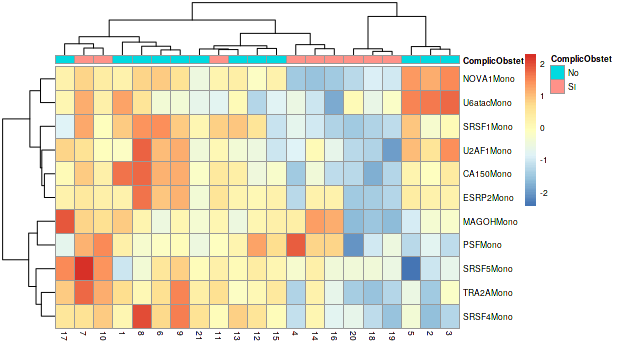 ComplicObstet
ComplicObstet
No
SI
NOVA1Mono
U6atacMono
SRSF1Mono
U2AF1Mono
CA150Mono
ESRP2Mono
MAGOHMono
PSFMono
SRSF5Mono
TRA2AMono
SRSF4Mono
2
1
0
-1
-2
17 7 10 1 8 6 9 21 11 13 12 15 4 14 16 20 18 19 5 2 3